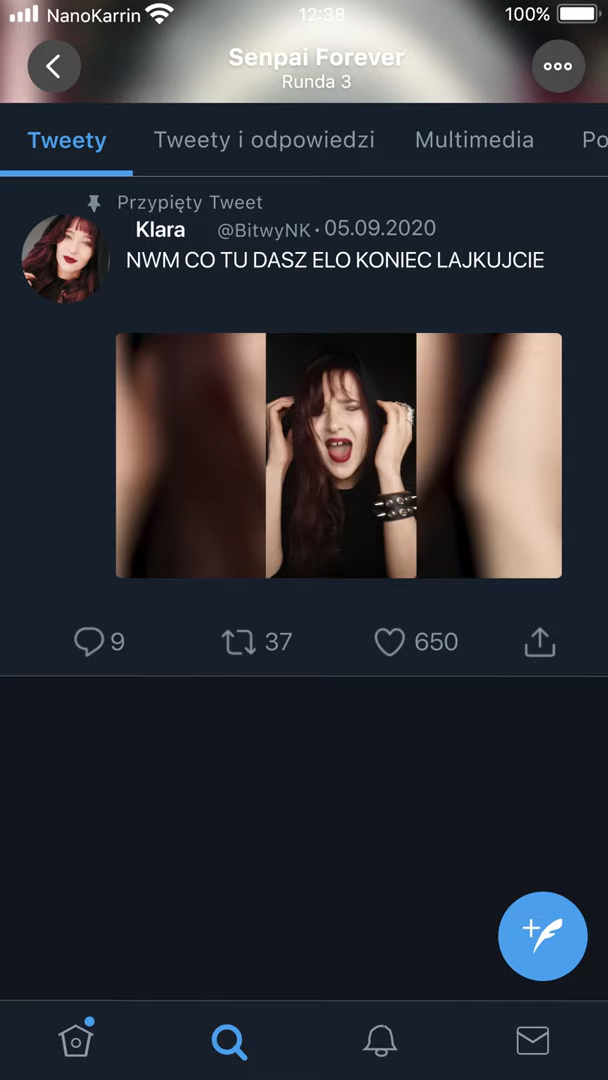 NanoKarrin 12:38 100%
Senpai Forever
Runda 3
Tweety Tweety i odpowiedzi Multimedia Po
Przypięty Tweet
Klara @BitwyNK · 05.09.2020
NWM CO TU DASZ ELO KONIEC LAJKUJCIE
9 37 650